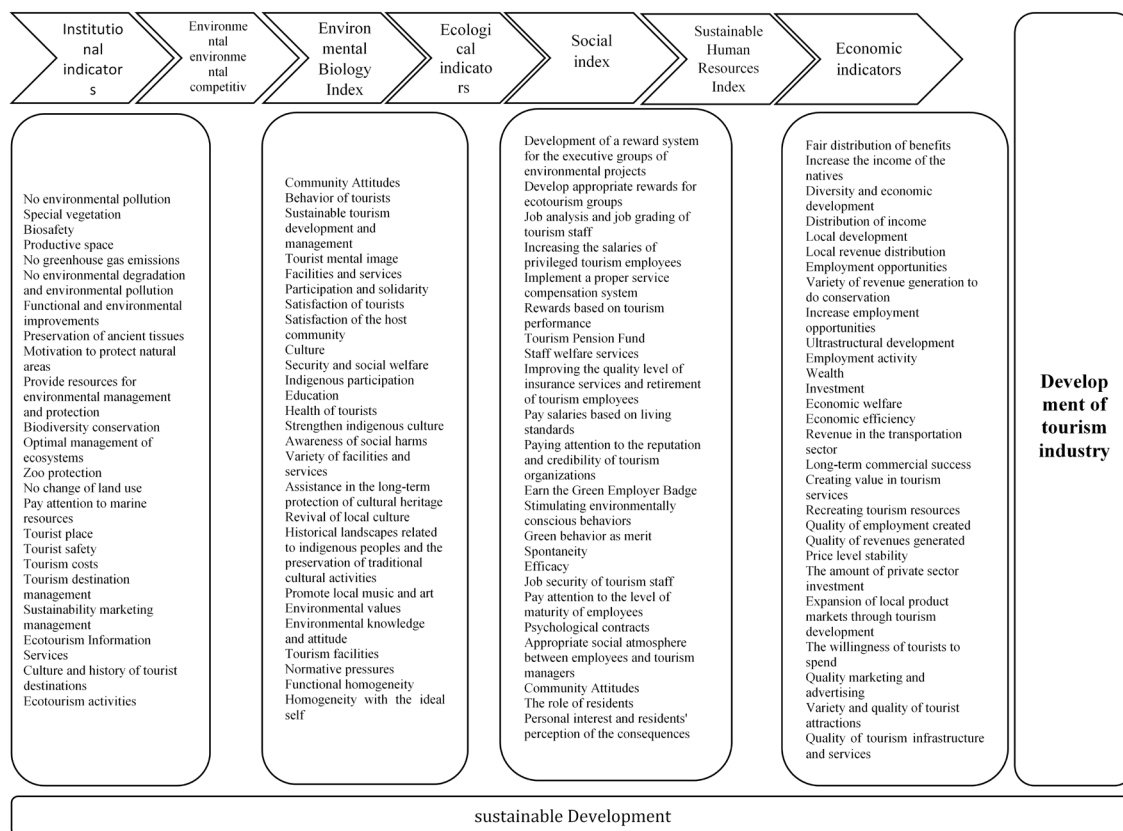 Institutio
nal
indicator
s
Environme
ntal
environme
ntal
competitiv
Environ
mental
Biology
Index
Ecologi
cal
indicato
rs
Social
index
Sustainable
Human
Resources
Index
Economic
indicators
No environmental pollution
Special vegetation
Biosafety
Productive space
No greenhouse gas emissions
No environmental degradation
and environmental pollution
Functional and environmental
improvements
Preservation of ancient tissues
Motivation to protect natural
areas
Provide resources for
environmental management
and protection
Biodiversity conservation
Optimal management of
ecosystems
Zoo protection
No change of land use
Pay attention to marine
resources
Tourist place
Tourist safety
Tourism costs
Tourism destination
management
Sustainability marketing
management
Ecotourism Information
Services
Culture and history of tourist
destinations
Ecotourism activities
Community Attitudes
Behavior of tourists
Sustainable tourism
development and
management
Tourist mental image
Facilities and services
Participation and solidarity
Satisfaction of tourists
Satisfaction of the host
community
Culture
Security and social welfare
Indigenous participation
Education
Health of tourists
Strengthen indigenous culture
Awareness of social harms
Variety of facilities and
services
Assistance in the long-term
protection of cultural heritage
Revival of local culture
Historical landscapes related
to indigenous peoples and the
preservation of traditional
cultural activities
Promote local music and art
Environmental values
Environmental knowledge
and attitude
Tourism facilities
Normative pressures
Functional homogeneity
Homogeneity with the ideal
self
Development of a reward system
for the executive groups of
environmental projects
Develop appropriate rewards for
ecotourism groups
Job analysis and job grading of
tourism staff
Increasing the salaries of
privileged tourism employees
Implement a proper service
compensation system
Rewards based on tourism
performance
Tourism Pension Fund
Staff welfare services
Improving the quality level of
insurance services and retirement
of tourism employees
Pay salaries based on living
standards
Paying attention to the reputation
and credibility of tourism
organizations
Earn the Green Employer Badge
Stimulating environmentally
conscious behaviors
Green behavior as merit
Spontaneity
Efficacy
Job security of tourism staff
Pay attention to the level of
maturity of employees
Psychological contracts
Appropriate social atmosphere
between employees and tourism
managers
Community Attitudes
The role of residents
Personal interest and residents'
perception of the consequences
Fair distribution of benefits
Increase the income of the
natives
Diversity and economic
development
Distribution of income
Local development
Local revenue distribution
Employment opportunities
Variety of revenue generation to
do conservation
Increase employment
opportunities
Ultrastructural development
Employment activity
Wealth
Investment
Economic welfare
Economic efficiency
Revenue in the transportation
sector
Long-term commercial success
Creating value in tourism
services
Recreating tourism resources
Quality of employment created
Quality of revenues generated
Price level stability
The amount of private sector
investment
Expansion of local product
markets through tourism
development
The willingness of tourists to
spend
Quality marketing and
advertising
Variety and quality of tourist
attractions
Quality of tourism infrastructure
and services
Develop
ment of
tourism
industry
sustainable Development